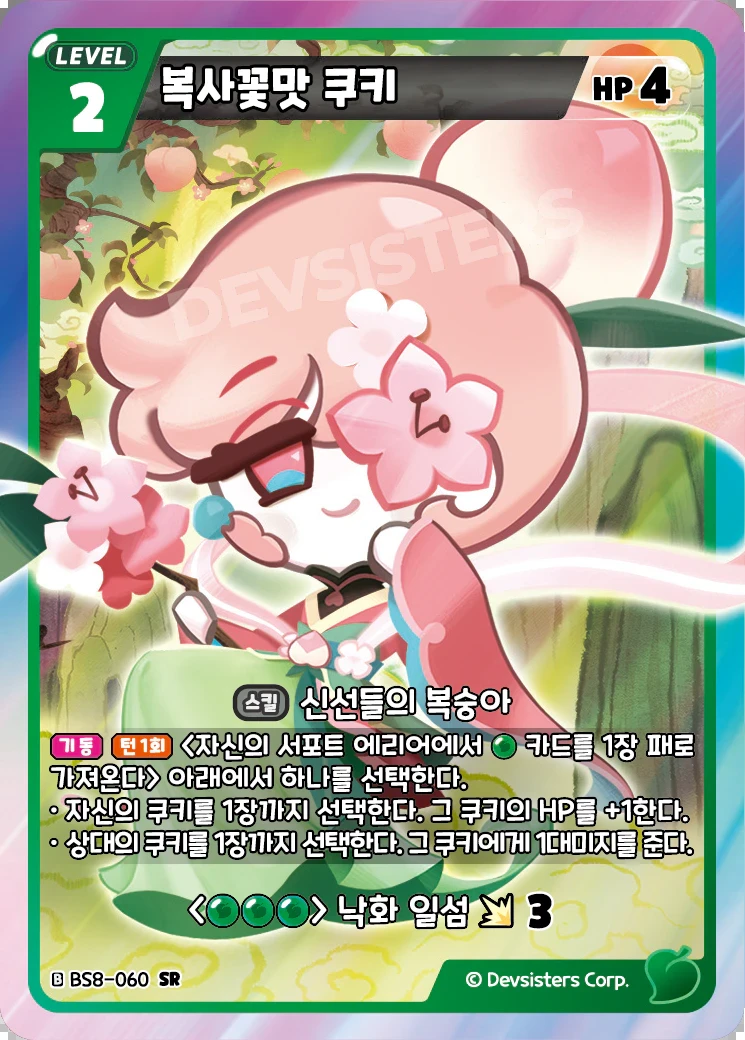 LEVEL
2
복사꽃맛 쿠키
HP 4
DEVSISTERS
스킬 신선들의 복숭아
기동 턴1회 <자신의 서포트 에리어에서 카드를 1장 패로
가져온다> 아래에서 하나를 선택한다.
· 자신의 쿠키를 1장까지 선택한다. 그 쿠키의 HP를 +1한다.
· 상대의 쿠키를 1장까지 선택한다. 그 쿠키에게 1대미지를 준다.
< > 낙화 일섬 3
B BS8-060 SR
© Devsisters Corp.